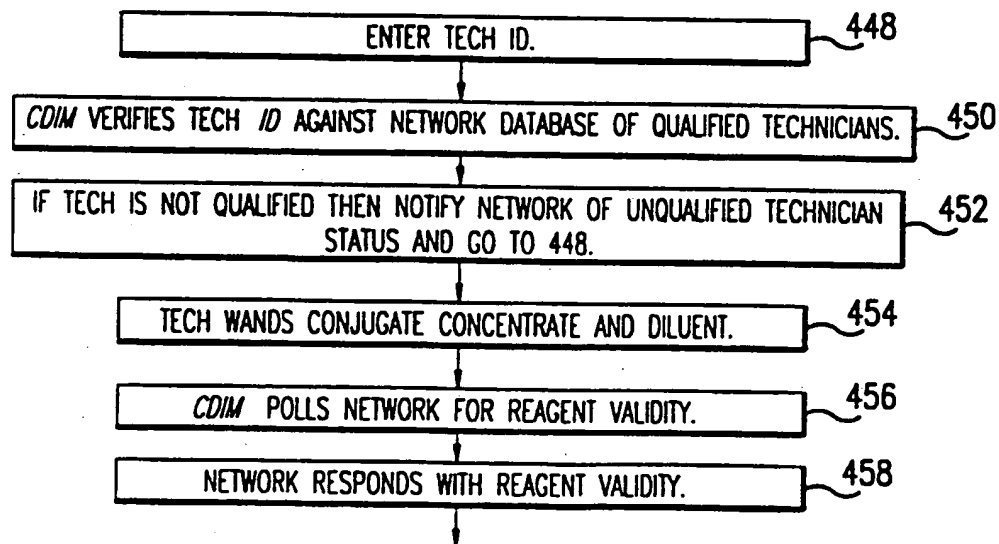 ENTER TECH ID.
448
CDIM VERIFIES TECH ID AGAINST NETWORK DATABASE OF QUALIFIED TECHNICIANS.
450
IF TECH IS NOT QUALIFIED THEN NOTIFY NETWORK OF UNQUALIFIED TECHNICIAN
STATUS AND GO TO 448.
452
TECH WANDS CONJUGATE CONCENTRATE AND DILUENT.
454
CDIM POLLS NETWORK FOR REAGENT VALIDITY.
456
NETWORK RESPONDS WITH REAGENT VALIDITY.
458